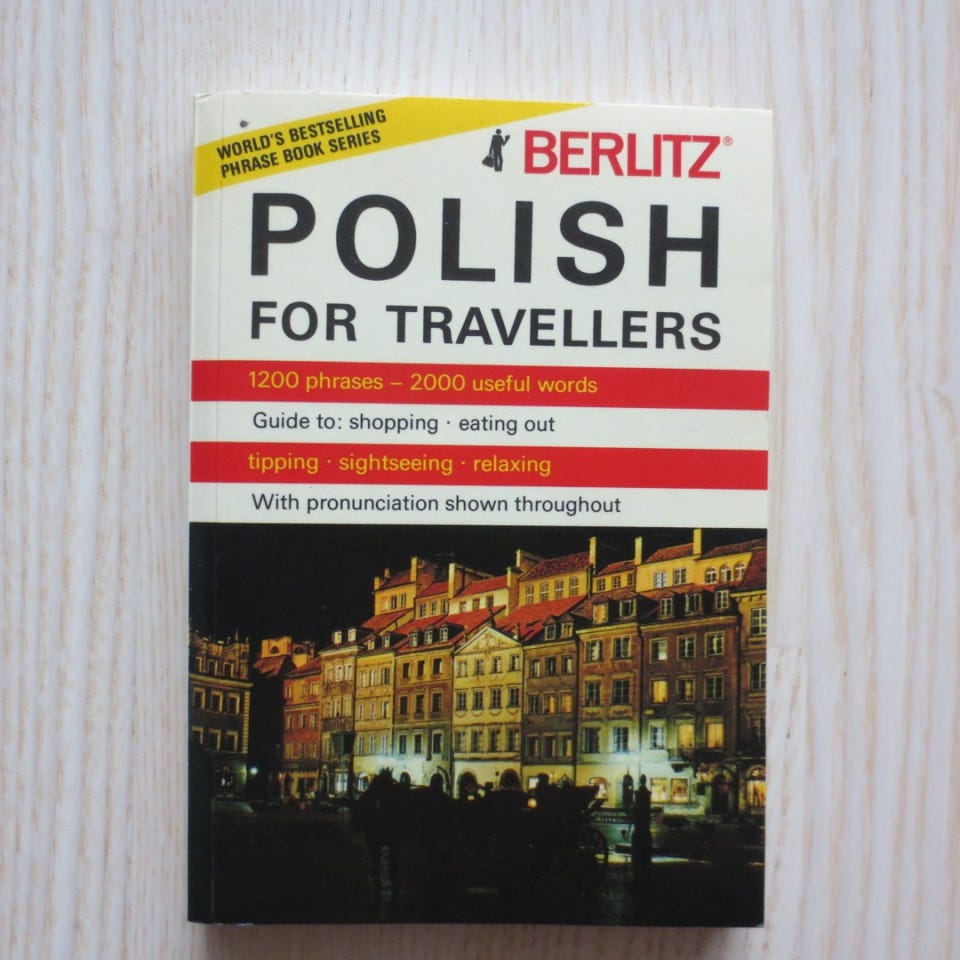 WORLD'S BESTSELLING
PHRASE BOOK SERIES
BERLITZ®
POLISH
FOR TRAVELLERS
1200 phrases – 2000 useful words
Guide to: shopping · eating out
tipping · sightseeing · relaxing
With pronunciation shown throughout